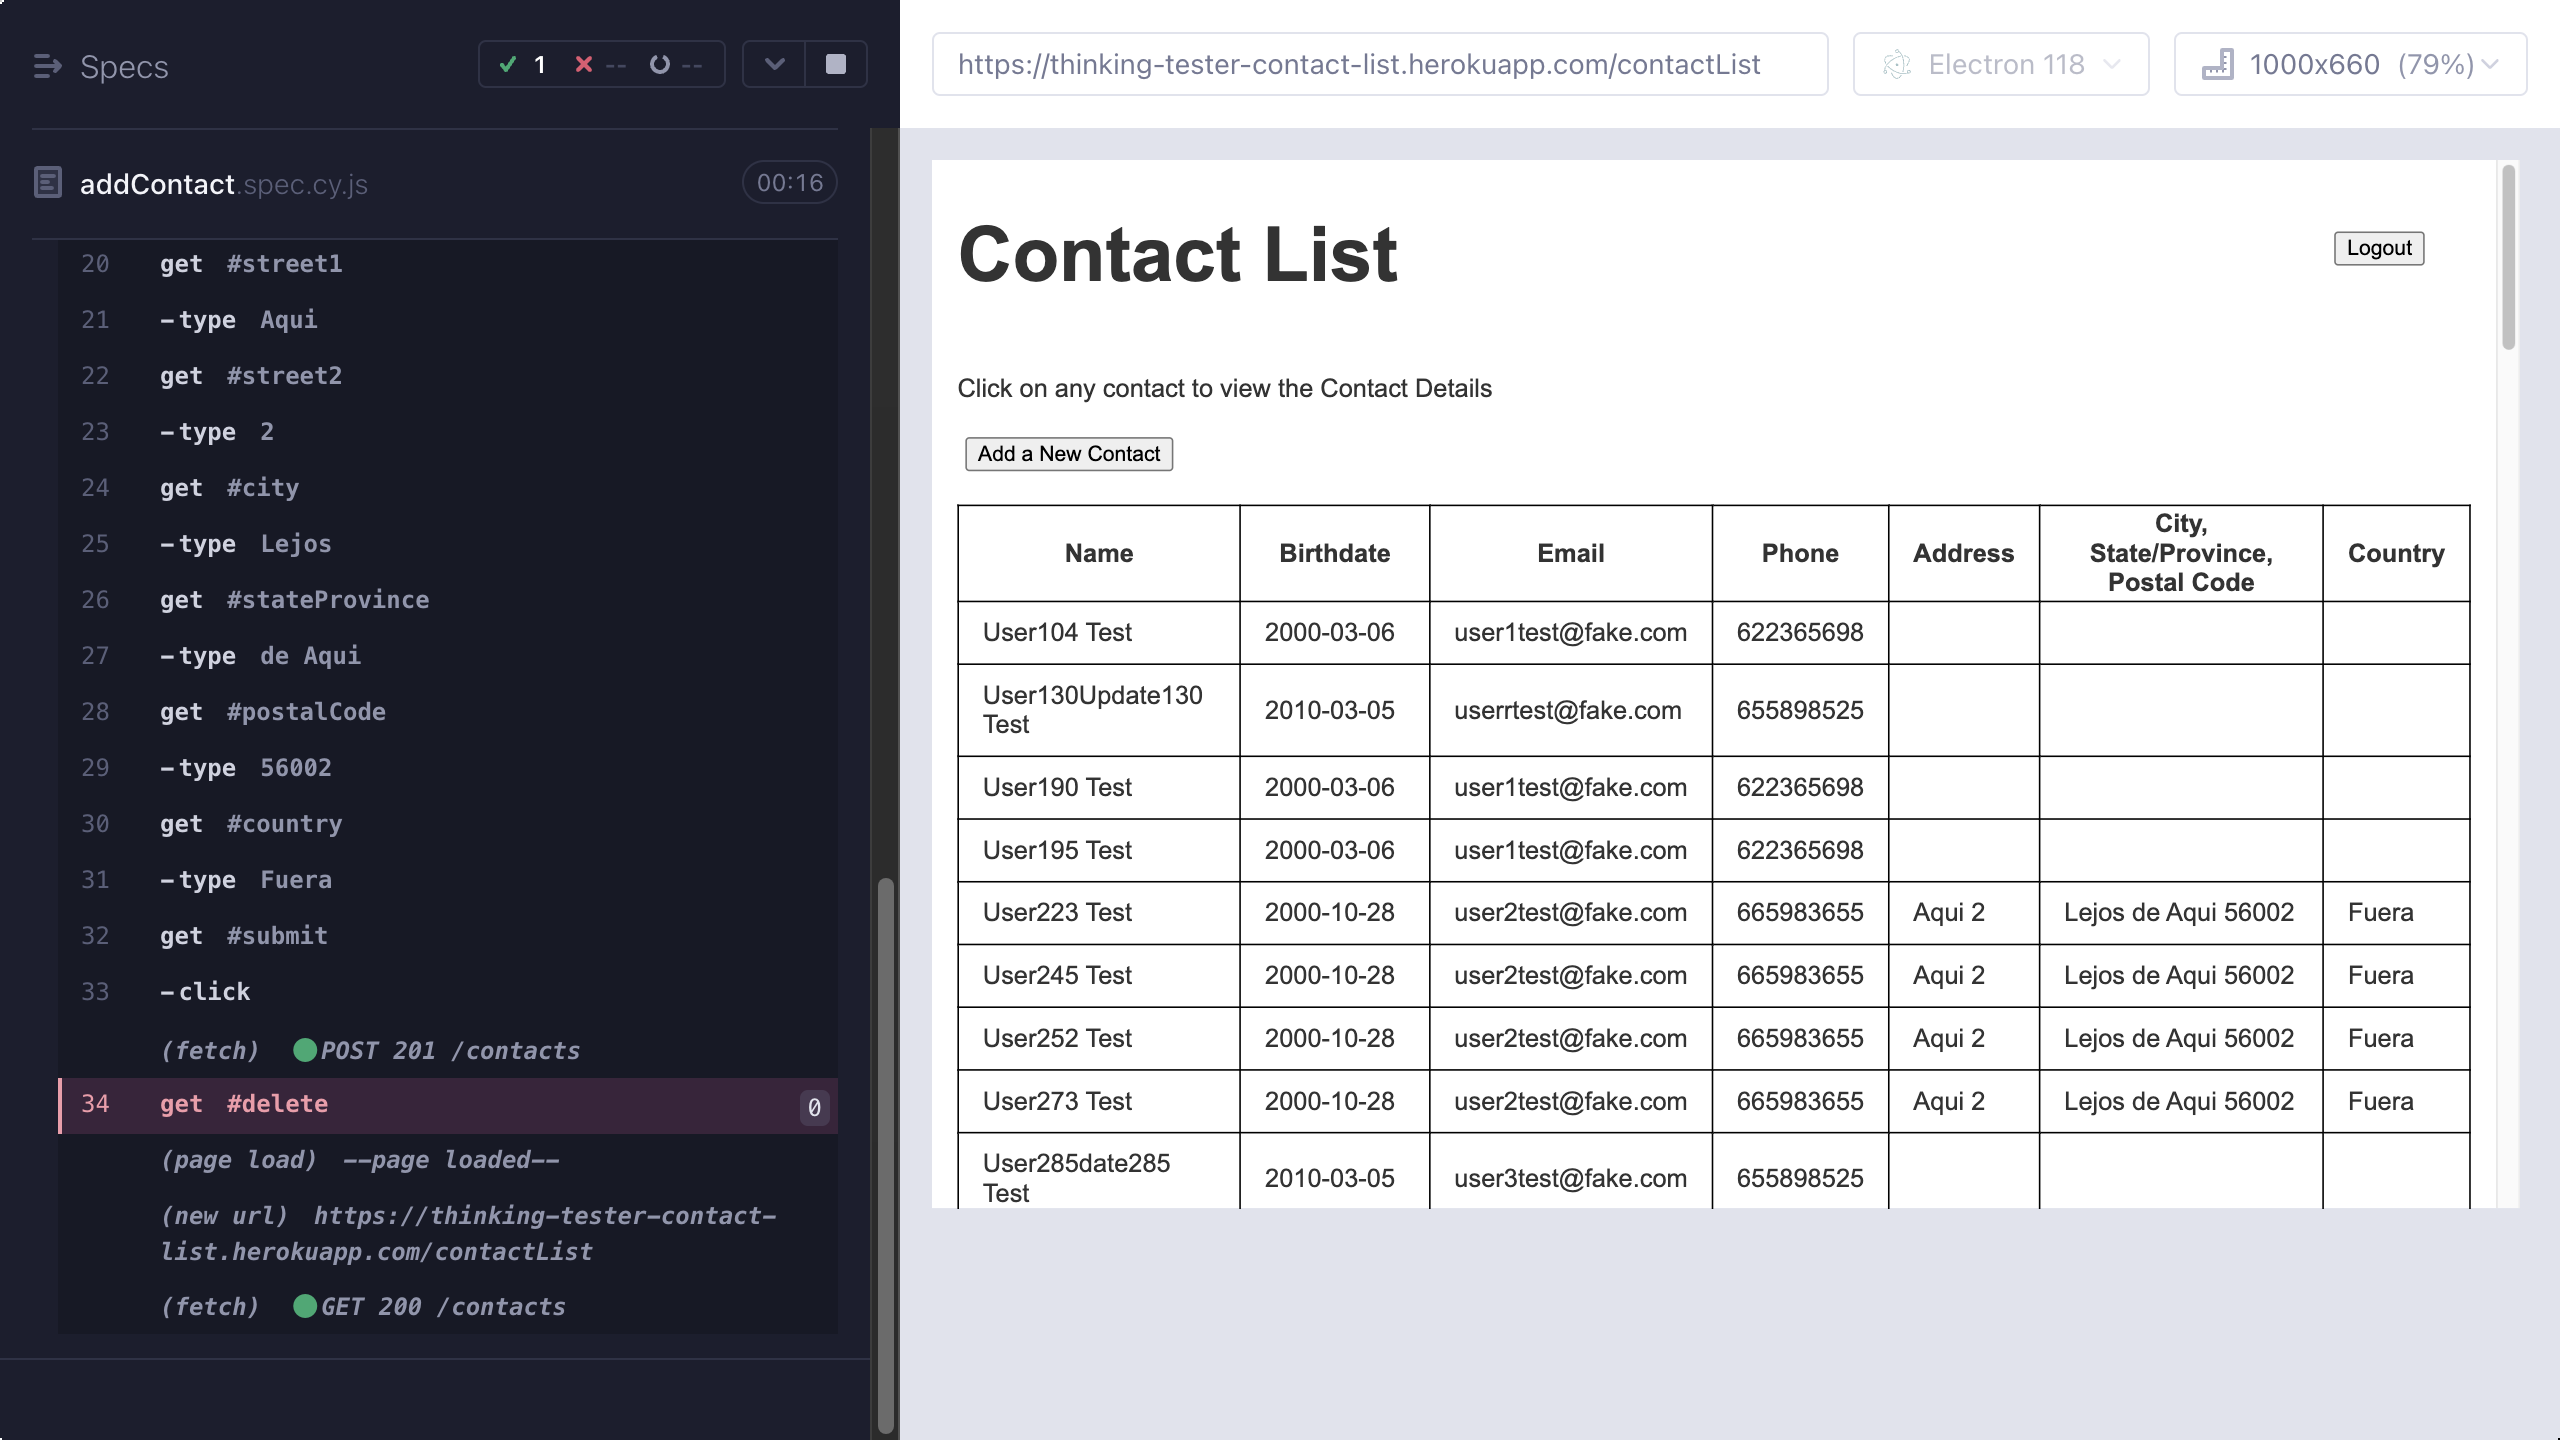 Specs
1 -- --
addContact.spec.cy.js 00:16
20 get #street1
21 -type Aqui
22 get #street2
23 -type 2
24 get #city
25 -type Lejos
26 get #stateProvince
27 -type de Aqui
28 get #postalCode
29 -type 56002
30 get #country
31 -type Fuera
32 get #submit
33 -click
(fetch) POST 201 /contacts
34 get #delete 0
(page load) --page loaded--
(new url) https://thinking-tester-contact-
list.herokuapp.com/contactList
(fetch) GET 200 /contacts
https://thinking-tester-contact-list.herokuapp.com/contactList
Electron 118
1000x660 (79%)
Contact List
Logout
Click on any contact to view the Contact Details
Add a New Contact
Name Birthdate Email Phone Address City, State/Province, Postal Code Country
User104 Test 2000-03-06 user1test@fake.com 622365698
User130Update130 Test 2010-03-05 userrtest@fake.com 655898525
User190 Test 2000-03-06 user1test@fake.com 622365698
User195 Test 2000-03-06 user1test@fake.com 622365698
User223 Test 2000-10-28 user2test@fake.com 665983655 Aqui 2 Lejos de Aqui 56002 Fuera
User245 Test 2000-10-28 user2test@fake.com 665983655 Aqui 2 Lejos de Aqui 56002 Fuera
User252 Test 2000-10-28 user2test@fake.com 665983655 Aqui 2 Lejos de Aqui 56002 Fuera
User273 Test 2000-10-28 user2test@fake.com 665983655 Aqui 2 Lejos de Aqui 56002 Fuera
User285date285 Test 2010-03-05 user3test@fake.com 655898525